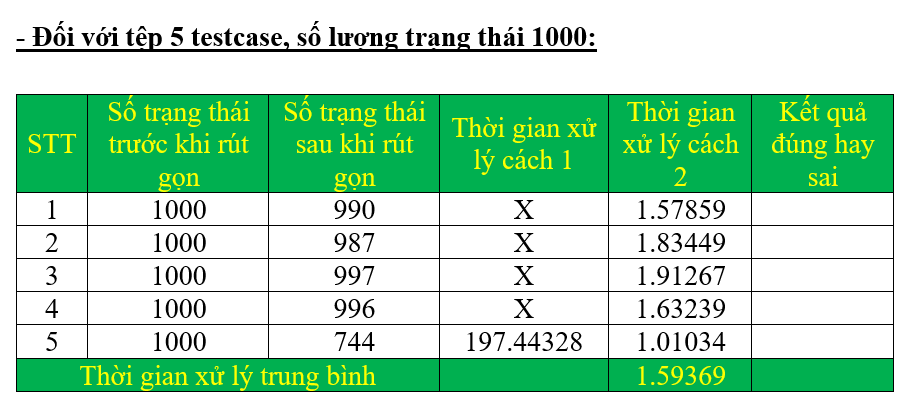 - Đối với tệp 5 testcase, số lượng trạng thái 1000:
STT
Số trạng thái
trước khi rút
gọn
Số trạng thái
sau khi rút
gọn
Thời gian xử
lý cách 1
Thời gian
xử lý cách
2
Kết quả
đúng hay
sai
1 1000 990 X 1.57859
2 1000 987 X 1.83449
3 1000 997 X 1.91267
4 1000 996 X 1.63239
5 1000 744 197.44328 1.01034
Thời gian xử lý trung bình 1.59369